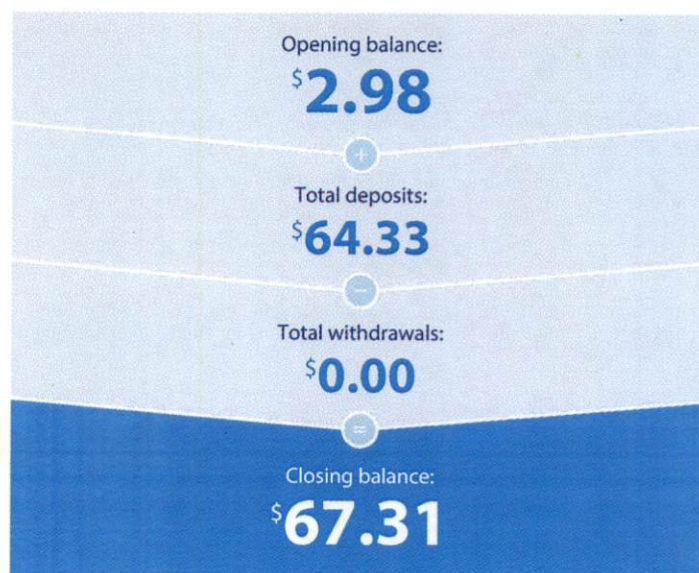 Opening balance:
$2.98
+
Total deposits:
$64.33
−
Total withdrawals:
$0.00
=
Closing balance:
$67.31